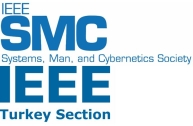 IEEE
SMC
Systems, Man, and Cybernetics Society
IEEE
Turkey Section